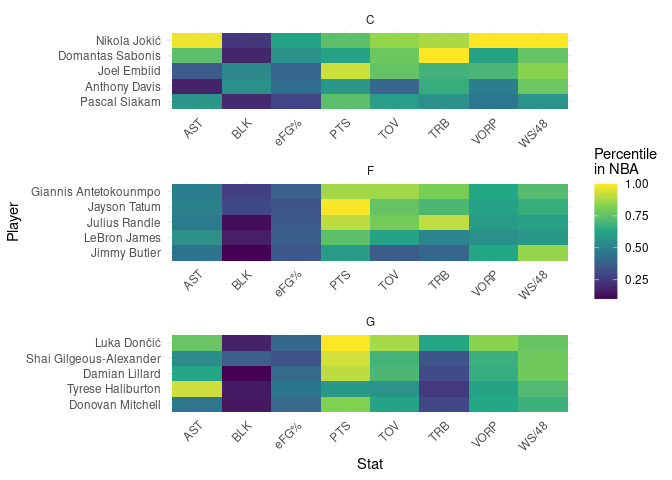 C
Nikola Jokić
Domantas Sabonis
Joel Embiid
Anthony Davis
Pascal Siakam
AST BLK eFG% PTS TOV TRB VORP WS/48
F
Giannis Antetokounmpo
Jayson Tatum
Julius Randle
LeBron James
Jimmy Butler
AST BLK eFG% PTS TOV TRB VORP WS/48
G
Luka Dončić
Shai Gilgeous-Alexander
Damian Lillard
Tyrese Haliburton
Donovan Mitchell
AST BLK eFG% PTS TOV TRB VORP WS/48
Stat
Player
Percentile
in NBA
1.00
0.75
0.50
0.25